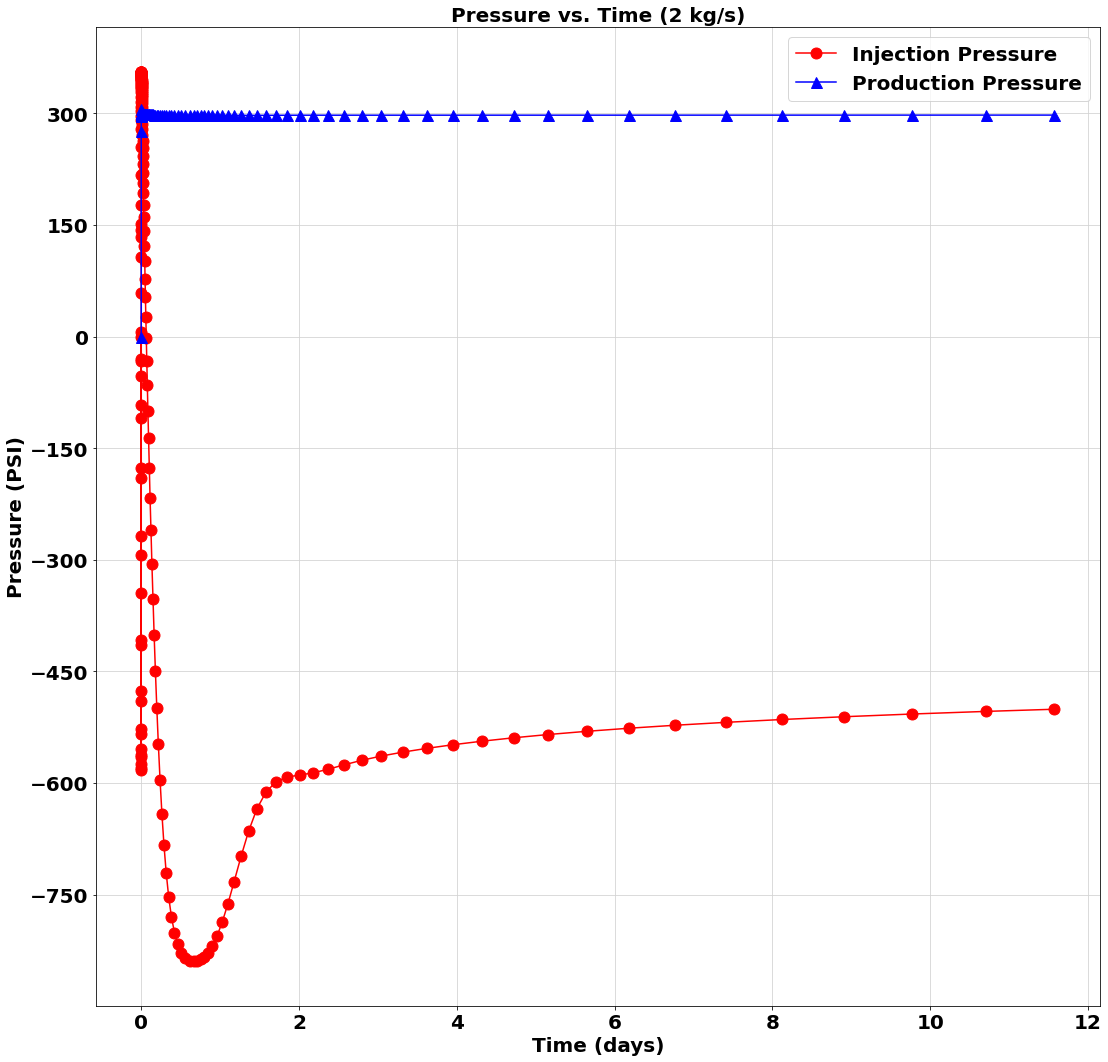 Pressure vs. Time (2 kg/s)
Injection Pressure
Production Pressure
300
150
0
−150
−300
−450
−600
−750
Pressure (PSI)
0 2 4 6 8 10 12
Time (days)